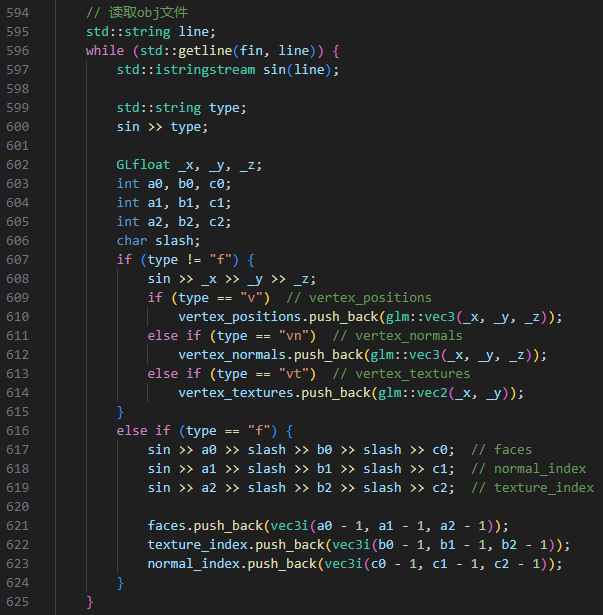 594 // 读取obj文件
595 std::string line;
596 while (std::getline(fin, line)) {
597 std::istringstream sin(line);
598
599 std::string type;
600 sin >> type;
601
602 GLfloat _x, _y, _z;
603 int a0, b0, c0;
604 int a1, b1, c1;
605 int a2, b2, c2;
606 char slash;
607 if (type != "f") {
608 sin >> _x >> _y >> _z;
609 if (type == "v")  // vertex_positions
610 vertex_positions.push_back(glm::vec3(_x, _y, _z));
611 else if (type == "vn")  // vertex_normals
612 vertex_normals.push_back(glm::vec3(_x, _y, _z));
613 else if (type == "vt")  // vertex_textures
614 vertex_textures.push_back(glm::vec2(_x, _y));
615 }
616 else if (type == "f") {
617 sin >> a0 >> slash >> b0 >> slash >> c0;  // faces
618 sin >> a1 >> slash >> b1 >> slash >> c1;  // normal_index
619 sin >> a2 >> slash >> b2 >> slash >> c2;  // texture_index
620
621 faces.push_back(vec3i(a0 - 1, a1 - 1, a2 - 1));
622 texture_index.push_back(vec3i(b0 - 1, b1 - 1, b2 - 1));
623 normal_index.push_back(vec3i(c0 - 1, c1 - 1, c2 - 1));
624 }
625 }